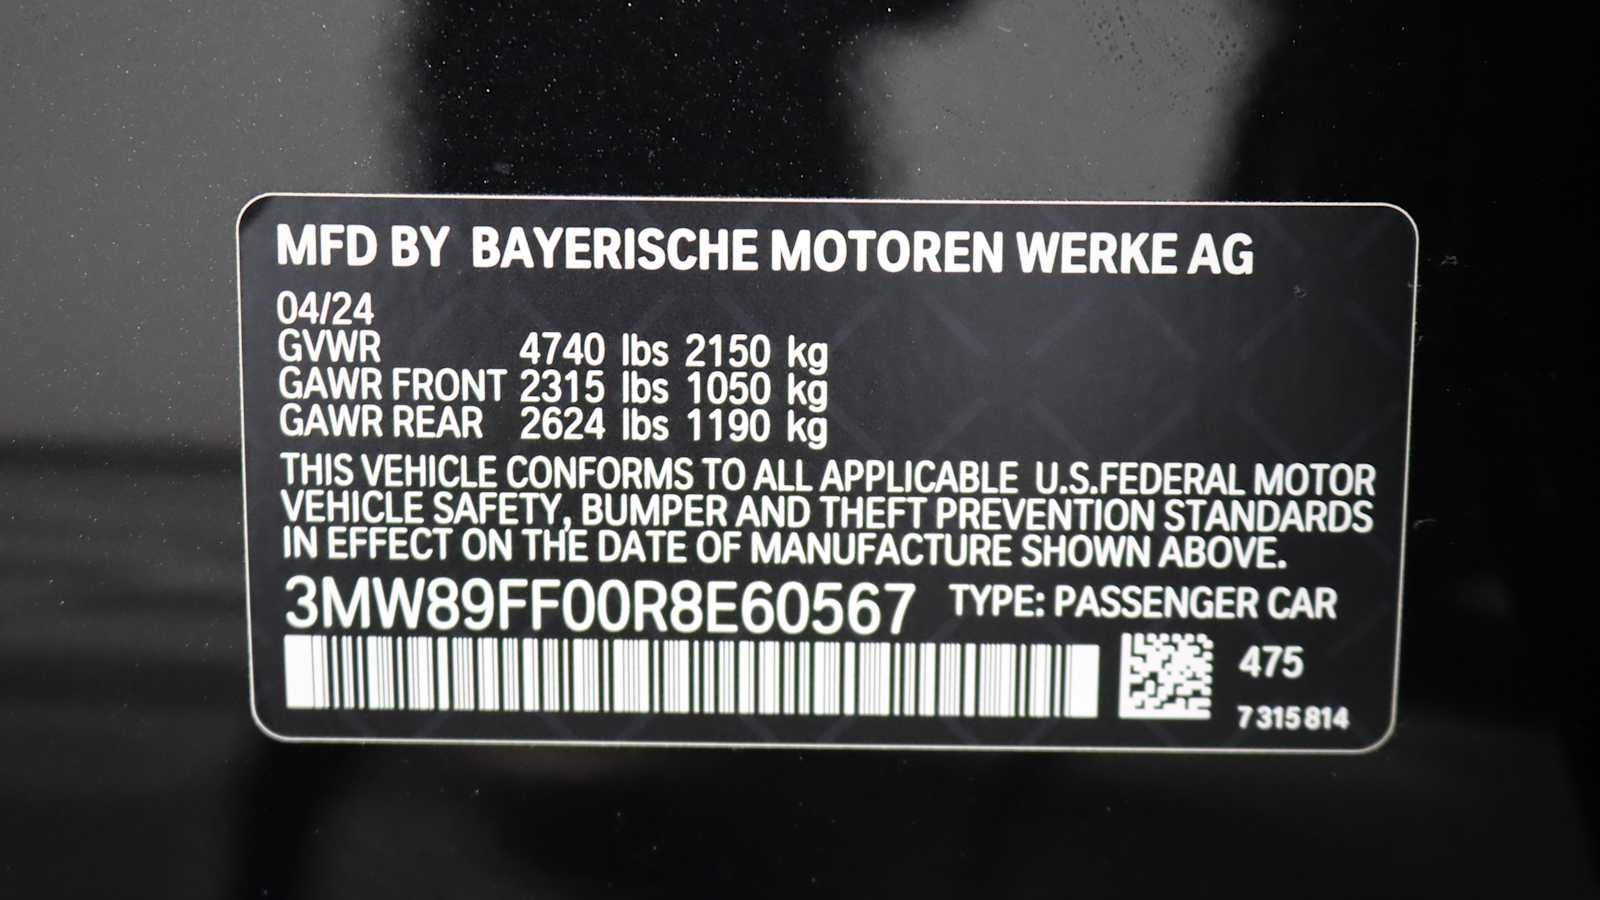 MFD BY BAYERISCHE MOTOREN WERKE AG
04/24
GVWR 4740 lbs 2150 kg
GAWR FRONT 2315 lbs 1050 kg
GAWR REAR 2624 lbs 1190 kg
THIS VEHICLE CONFORMS TO ALL APPLICABLE U.S.FEDERAL MOTOR
VEHICLE SAFETY, BUMPER AND THEFT PREVENTION STANDARDS
IN EFFECT ON THE DATE OF MANUFACTURE SHOWN ABOVE.
3MW89FF00R8E60567 TYPE: PASSENGER CAR
475
7 315 814